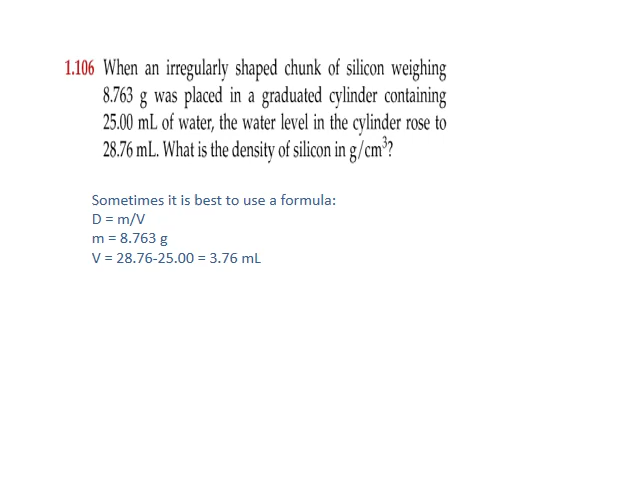 1.106 When an irregularly shaped chunk of silicon weighing
8.763 g was placed in a graduated cylinder containing
25.00 mL of water, the water level in the cylinder rose to
28.76 mL. What is the density of silicon in g/cm³?
Sometimes it is best to use a formula:
D = m/V
m = 8.763 g
V = 28.76-25.00 = 3.76 mL